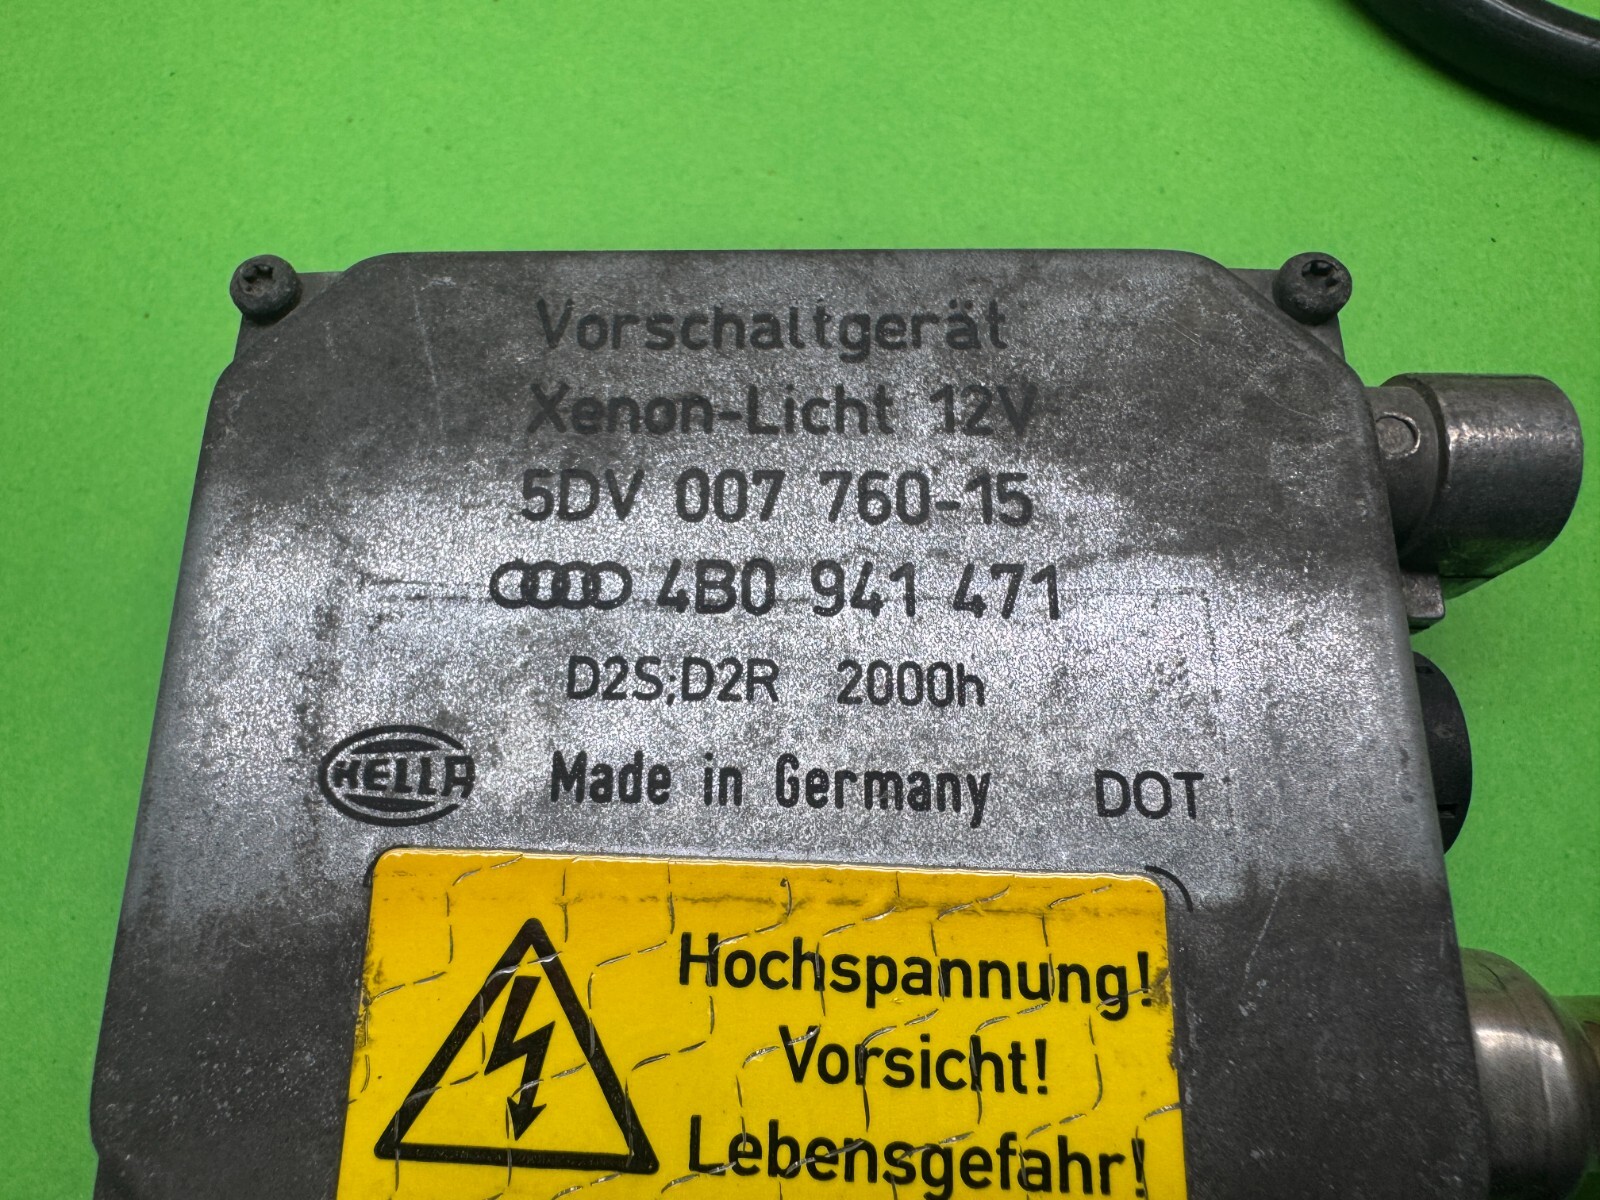 Vorschaltgerät
Xenon-Licht 12V
5DV 007 760-15
4B0 941 471
D2S;D2R 2000h
HELLA Made in Germany DOT
Hochspannung!
Vorsicht!
Lebensgefahr!